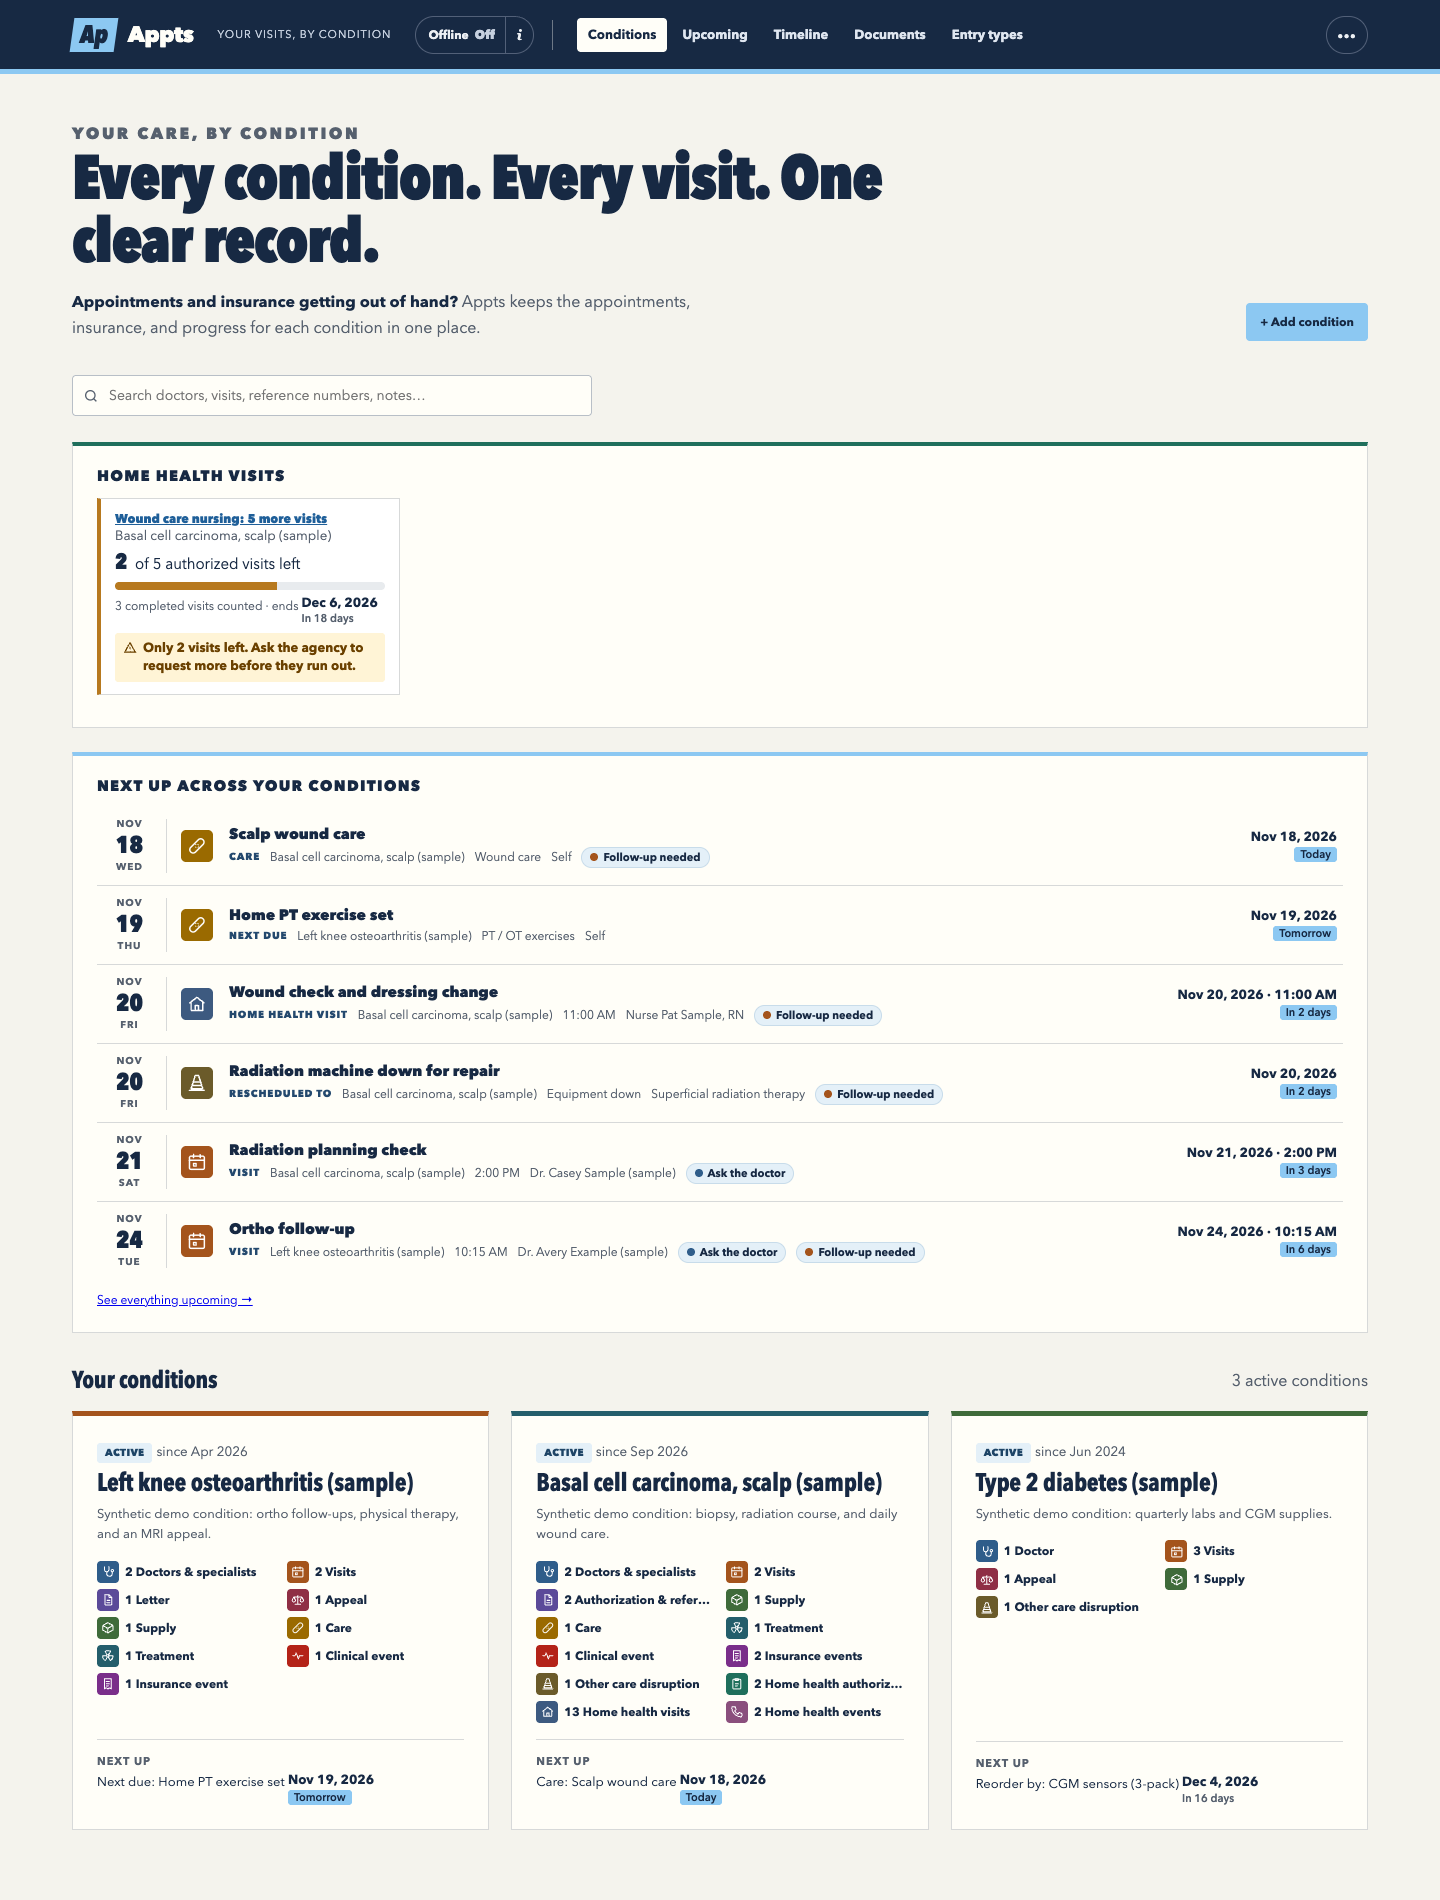 Ap Appts YOUR VISITS, BY CONDITION Offline Off i Conditions Upcoming Timeline Documents Entry types
YOUR CARE, BY CONDITION
Every condition. Every visit. One
clear record.
Appointments and insurance getting out of hand? Appts keeps the appointments,
insurance, and progress for each condition in one place.
+ Add condition
Search doctors, visits, reference numbers, notes…
HOME HEALTH VISITS
Wound care nursing: 5 more visits
Basal cell carcinoma, scalp (sample)
2 of 5 authorized visits left
3 completed visits counted · ends Dec 6, 2026
In 18 days
Only 2 visits left. Ask the agency to
request more before they run out.
NEXT UP ACROSS YOUR CONDITIONS
NOV
18
WED
Scalp wound care
CARE Basal cell carcinoma, scalp (sample) Wound care Self Follow-up needed
Nov 18, 2026
Today
NOV
19
THU
Home PT exercise set
NEXT DUE Left knee osteoarthritis (sample) PT / OT exercises Self
Nov 19, 2026
Tomorrow
NOV
20
FRI
Wound check and dressing change
HOME HEALTH VISIT Basal cell carcinoma, scalp (sample) 11:00 AM Nurse Pat Sample, RN Follow-up needed
Nov 20, 2026 · 11:00 AM
In 2 days
NOV
20
FRI
Radiation machine down for repair
RESCHEDULED TO Basal cell carcinoma, scalp (sample) Equipment down Superficial radiation therapy Follow-up needed
Nov 20, 2026
In 2 days
NOV
21
SAT
Radiation planning check
VISIT Basal cell carcinoma, scalp (sample) 2:00 PM Dr. Casey Sample (sample) Ask the doctor
Nov 21, 2026 · 2:00 PM
In 3 days
NOV
24
TUE
Ortho follow-up
VISIT Left knee osteoarthritis (sample) 10:15 AM Dr. Avery Example (sample) Ask the doctor Follow-up needed
Nov 24, 2026 · 10:15 AM
In 6 days
See everything upcoming →
Your conditions
3 active conditions
ACTIVE since Apr 2026
Left knee osteoarthritis (sample)
Synthetic demo condition: ortho follow-ups, physical therapy,
and an MRI appeal.
2 Doctors & specialists 2 Visits
1 Letter 1 Appeal
1 Supply 1 Care
1 Treatment 1 Clinical event
1 Insurance event
NEXT UP
Next due: Home PT exercise set Nov 19, 2026
Tomorrow
ACTIVE since Sep 2026
Basal cell carcinoma, scalp (sample)
Synthetic demo condition: biopsy, radiation course, and daily
wound care.
2 Doctors & specialists 2 Visits
2 Authorization & refer… 1 Supply
1 Care 1 Treatment
1 Clinical event 2 Insurance events
1 Other care disruption 2 Home health authoriz…
13 Home health visits 2 Home health events
NEXT UP
Care: Scalp wound care Nov 18, 2026
Today
ACTIVE since Jun 2024
Type 2 diabetes (sample)
Synthetic demo condition: quarterly labs and CGM supplies.
1 Doctor 3 Visits
1 Appeal 1 Supply
1 Other care disruption
NEXT UP
Reorder by: CGM sensors (3-pack) Dec 4, 2026
In 16 days